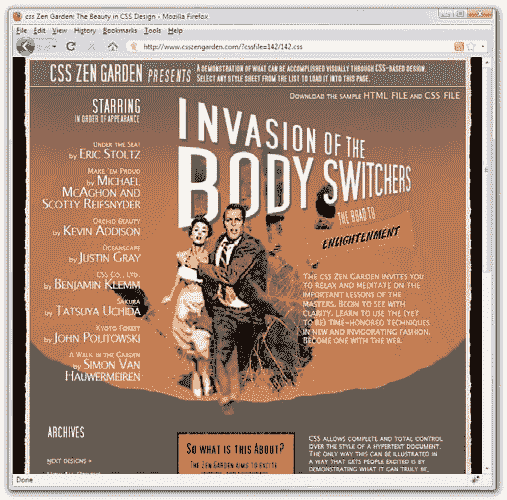 css Zen Garden: The Beauty in CSS Design - Mozilla Firefox
File Edit View History Bookmarks Tools Help
http://www.csszengarden.com/?cssfile=142/142.css
CSS ZEN GARDEN PRESENTS
A DEMONSTRATION OF WHAT CAN BE ACCOMPLISHED VISUALLY THROUGH CSS-BASED DESIGN.
SELECT ANY STYLE SHEET FROM THE LIST TO LOAD IT INTO THIS PAGE.
DOWNLOAD THE SAMPLE HTML FILE AND CSS FILE
STARRING
IN ORDER OF APPEARANCE
UNDER THE SEA!
by ERIC STOLTZ
MAKE 'EM PROUD
by MICHAEL
MCAGHON AND
SCOTTY REIFSNYDER
ORCHID BEAUTY
by KEVIN ADDISON
OCEANSCAPE
by JUSTIN GRAY
CSS CO., LTD.
by BENJAMIN KLEMM
SAKURA
by TATSUYA UCHIDA
KYOTO FOREST
by JOHN POLITOWSKI
A WALK IN THE GARDEN
by SIMON VAN
HAUWERMEIREN
INVASION OF THE
BODY SWITCHERS
THE ROAD TO
ENLIGHTENMENT
THE CSS ZEN GARDEN INVITES YOU
TO RELAX AND MEDITATE ON THE
IMPORTANT LESSONS OF THE
MASTERS. BEGIN TO SEE WITH
CLARITY. LEARN TO USE THE (YET
TO BE) TIME-HONORED TECHNIQUES
IN NEW AND INVIGORATING FASHION.
BECOME ONE WITH THE WEB.
ARCHIVES
NEXT DESIGNS »
SO WHAT IS THIS ABOUT?
THE ZEN GARDEN AIMS TO EXCITE,
CSS ALLOWS COMPLETE AND TOTAL CONTROL
OVER THE STYLE OF A HYPERTEXT DOCUMENT.
THE ONLY WAY THIS CAN BE ILLUSTRATED IN
A WAY THAT GETS PEOPLE EXCITED IS BY
DEMONSTRATING WHAT IT CAN TRULY BE,
Done